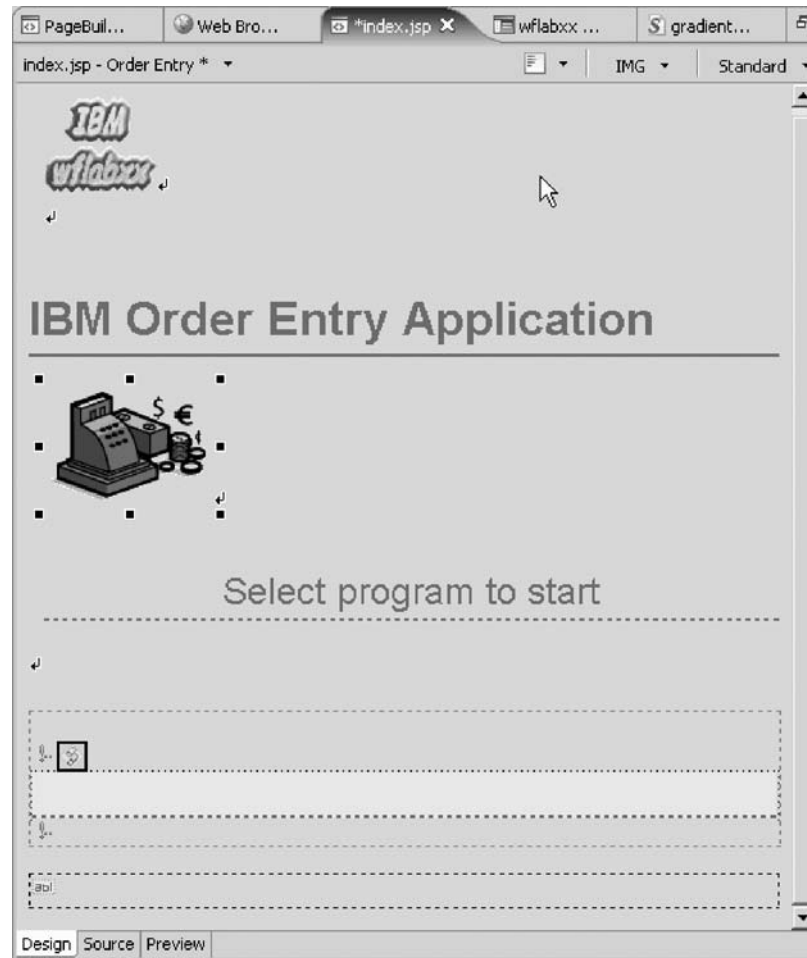 PageBuil... Web Bro... *index.jsp wflabxx ... gradient...
index.jsp - Order Entry * IMG Standard
IBM
wflabxx
IBM Order Entry Application
$ €
Select program to start
abl
Design Source Preview